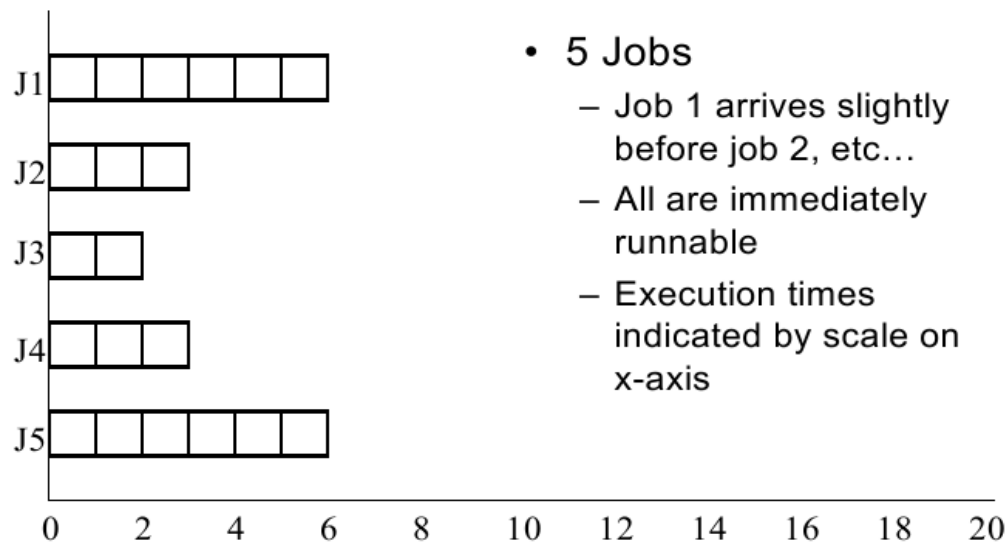 J1
J2
J3
J4
J5
0 2 4 6 8 10 12 14 16 18 20
• 5 Jobs
– Job 1 arrives slightly
before job 2, etc…
– All are immediately
runnable
– Execution times
indicated by scale on
x-axis